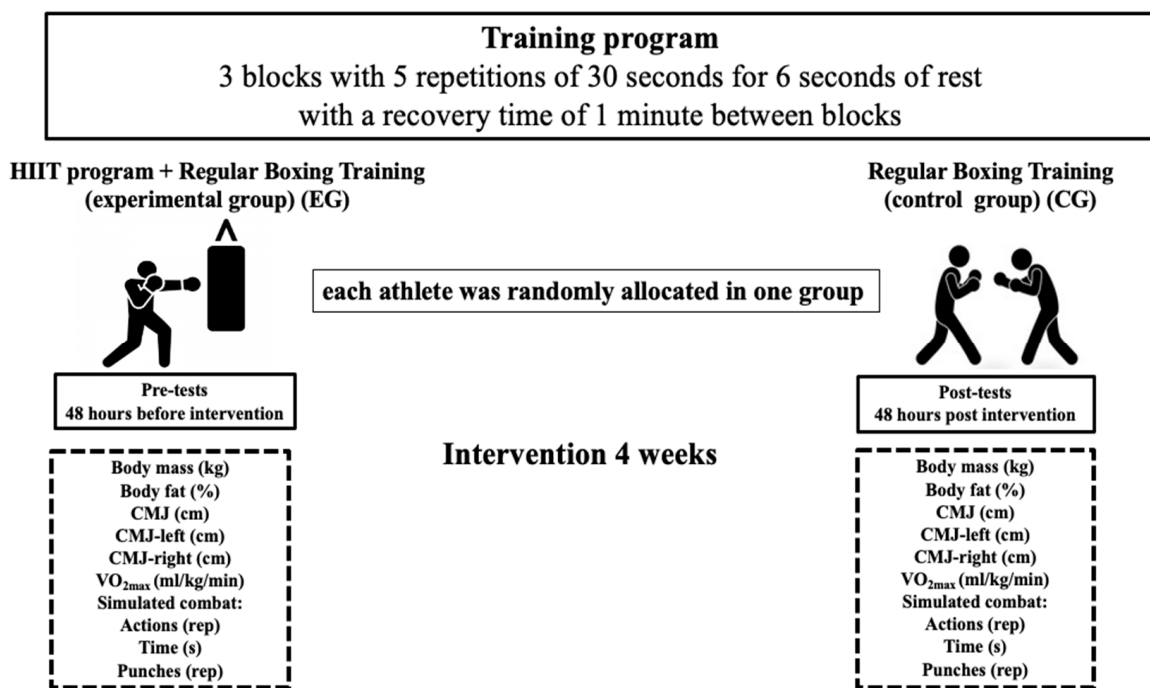 Training program
3 blocks with 5 repetitions of 30 seconds for 6 seconds of rest
with a recovery time of 1 minute between blocks
HIIT program + Regular Boxing Training
(experimental group) (EG)
Regular Boxing Training
(control group) (CG)
each athlete was randomly allocated in one group
Pre-tests
48 hours before intervention
Post-tests
48 hours post intervention
Intervention 4 weeks
Body mass (kg)
Body fat (%)
CMJ (cm)
CMJ-left (cm)
CMJ-right (cm)
VO2max (ml/kg/min)
Simulated combat:
Actions (rep)
Time (s)
Punches (rep)
Body mass (kg)
Body fat (%)
CMJ (cm)
CMJ-left (cm)
CMJ-right (cm)
VO2max (ml/kg/min)
Simulated combat:
Actions (rep)
Time (s)
Punches (rep)